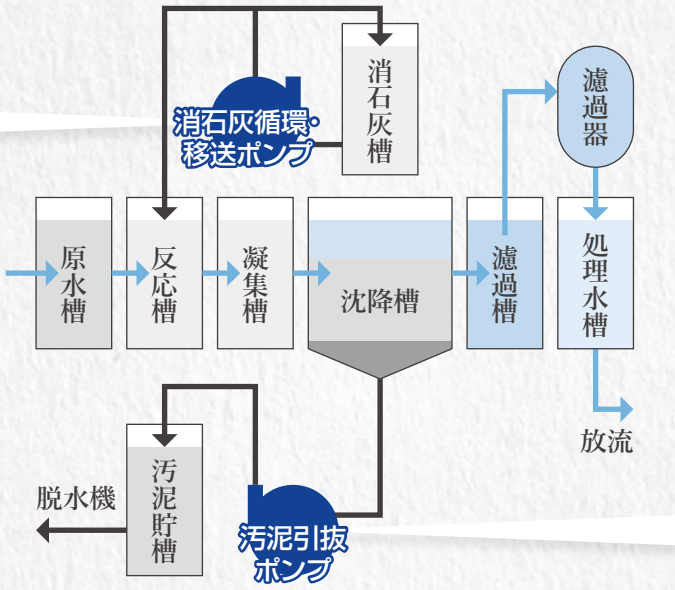 消石灰循環・
移送ポンプ
消石灰槽
濾過器
原水槽
反応槽
凝集槽
沈降槽
濾過槽
処理水槽
放流
汚泥貯槽
脱水機
汚泥引抜
ポンプ